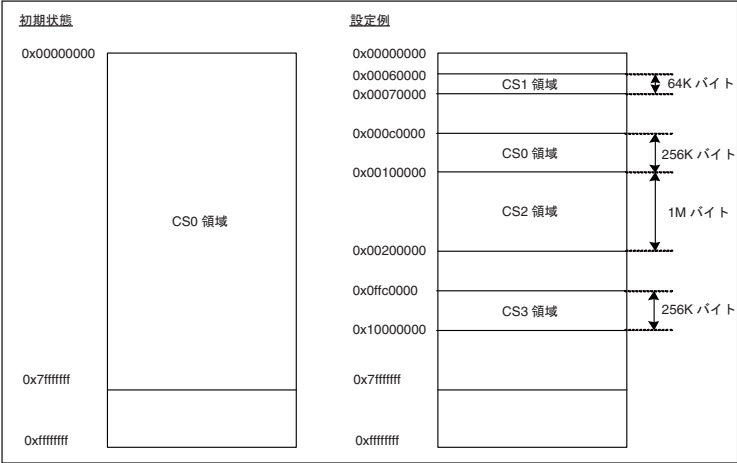 初期状態
0x00000000
CS0 領域
0x7fffffff
0xffffffff
設定例
0x00000000
0x00060000
CS1 領域
64K バイト
0x00070000
0x000c0000
CS0 領域
256K バイト
0x00100000
CS2 領域
1M バイト
0x00200000
0x0ffc0000
CS3 領域
256K バイト
0x10000000
0x7fffffff
0xffffffff